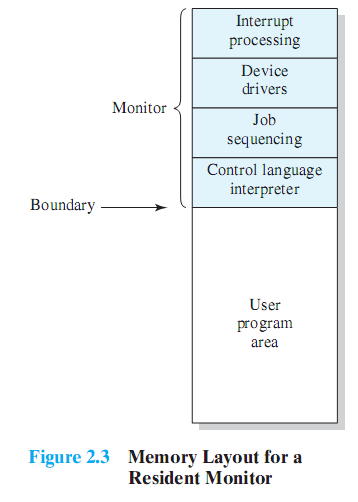 Interrupt
processing
Device
drivers
Monitor
Job
sequencing
Control language
interpreter
Boundary
User
program
area
Figure 2.3 Memory Layout for a
Resident Monitor